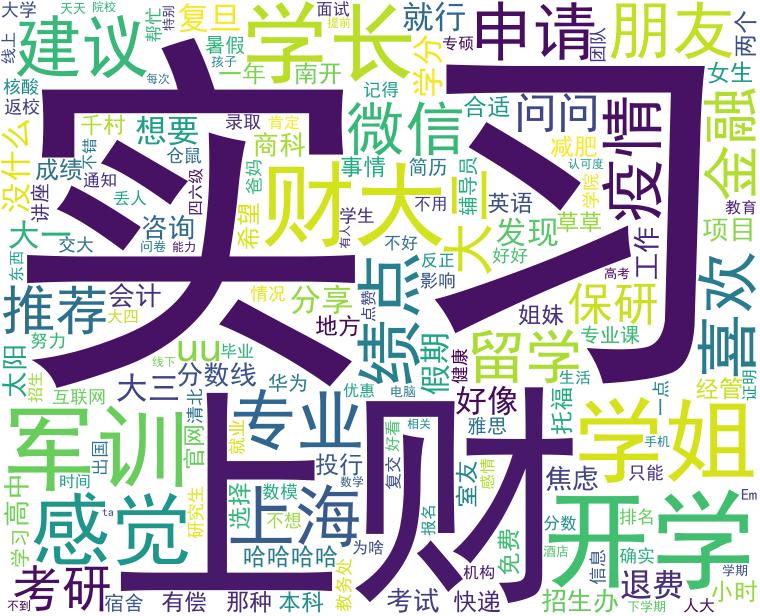 大学
天天
院校
线上
帮忙
特别
建议
学长
复旦
面试
提前
申请
专硕
团队
朋友
就行
两个
女生
核酸
返校
暑假
一年
南开
学分
记得
微信
合适
问问
疫情
金融
没什么
千村
想要
录取
肯定
商科
事情
简历
减肥
认可度
成绩
不错
仓鼠
四六级
爸妈
讲座
通知
丢人
实习
财大
大二
辅导员
英语
学院
教育
大一
咨询
希望
学生
有人
不用
发现
草草
工作
项目
交大
问卷
能力
不好
反正
好好
东西
情况
绩点
影响
高考
推荐
会计
分享
点赞
姐妹
保研
喜欢
大四
地方
假期
健康
留学
专业课
太阳
努力
uu
毕业
线下
招生
互联网
大三
分数线
华为
优惠
电脑
好像
托福
生活
一点
经管
证明
清北
官网
专业
雅思
学姐
手机
军训
出国
就业
投行
复交
好看
相关
室友
感情
焦虑
只能
高中
时间
学习
研究生
选择
数模
数学
不想
上海
报名
Em
感觉
ta
哈哈哈哈
为啥
免费
分数
排名
开学
上财
机构
酒店
信息
确实
学期
考研
不到
宿舍
有偿
那种
本科
教务处
考试
快递
招生办
退费
下学期
人大
小时
每次
孩子